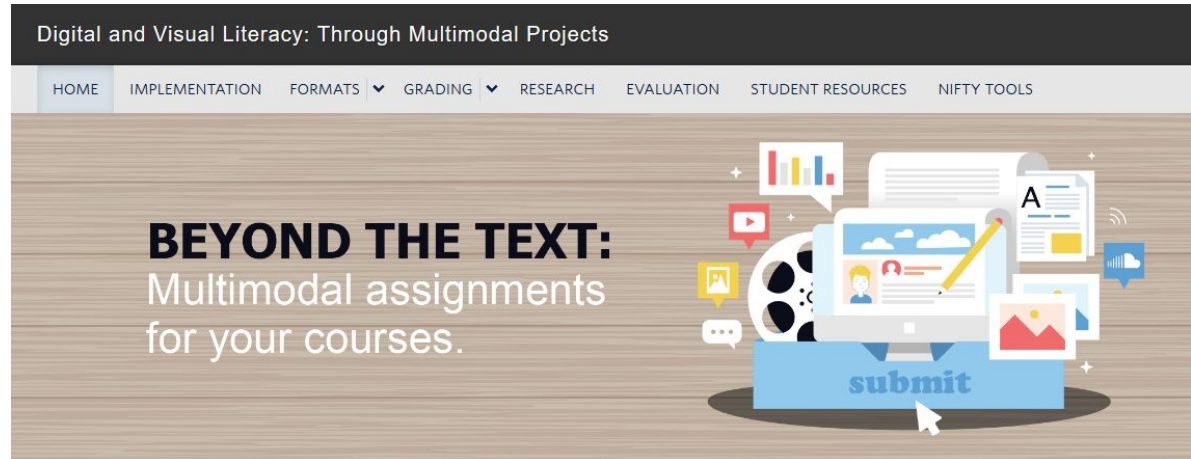 Digital and Visual Literacy: Through Multimodal Projects
HOME IMPLEMENTATION FORMATS GRADING RESEARCH EVALUATION STUDENT RESOURCES NIFTY TOOLS
BEYOND THE TEXT:
Multimodal assignments
for your courses.
A
submit